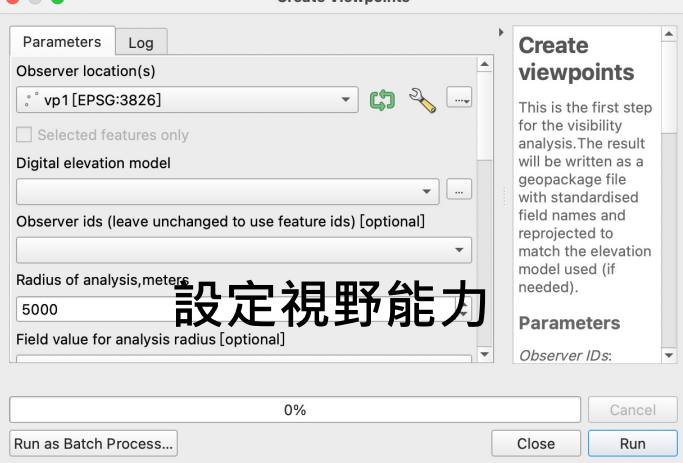 Create viewpoints
Parameters
Log
Observer location(s)
vp1 [EPSG:3826]
...
Selected features only
Digital elevation model
...
Observer ids (leave unchanged to use feature ids) [optional]
Radius of analysis,meters
5000
設定視野能力
Field value for analysis radius [optional]
Create
viewpoints
This is the first step
for the visibility
analysis.The result
will be written as a
geopackage file
with standardised
field names and
reprojected to
match the elevation
model used (if
needed).
Parameters
Observer IDs:
0%
Cancel
Run as Batch Process...
Close
Run